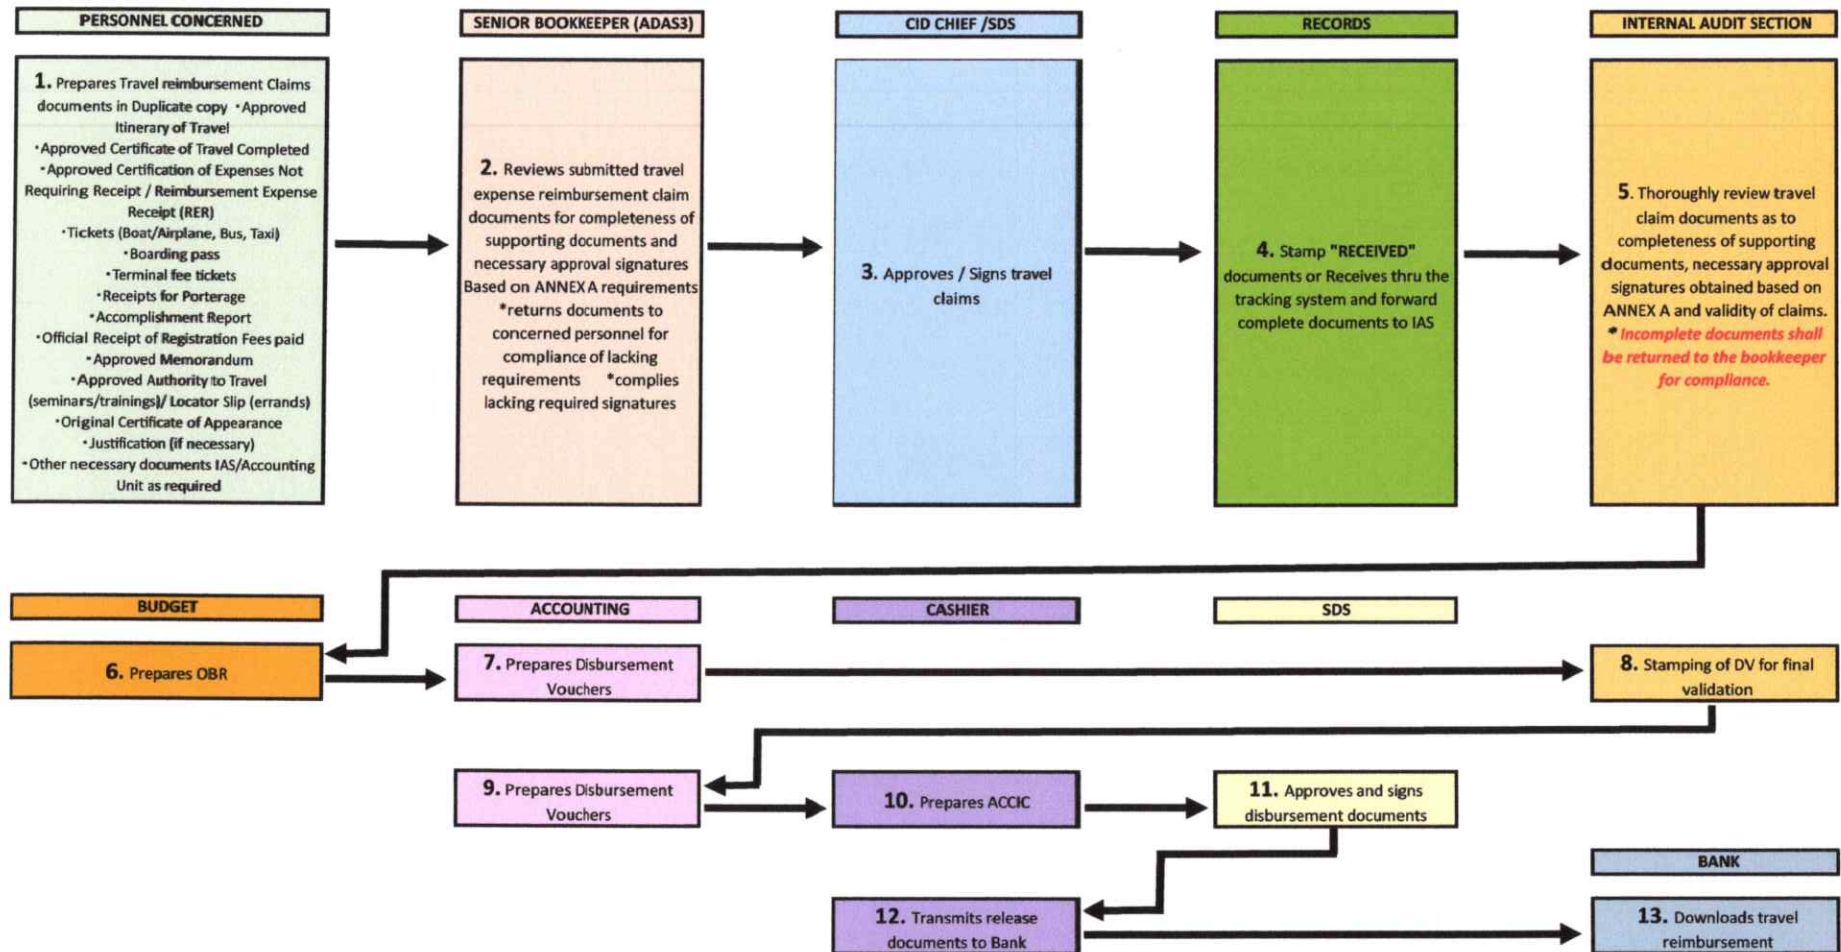 PERSONNEL CONCERNED
1. Prepares Travel reimbursement Claims
documents in Duplicate copy •Approved
Itinerary of Travel
•Approved Certificate of Travel Completed
•Approved Certification of Expenses Not
Requiring Receipt / Reimbursement Expense
Receipt (RER)
•Tickets (Boat/Airplane, Bus, Taxi)
•Boarding pass
•Terminal fee tickets
•Receipts for Porterage
•Accomplishment Report
•Official Receipt of Registration Fees paid
•Approved Memorandum
•Approved Authority to Travel
(seminars/trainings)/ Locator Slip (errands)
•Original Certificate of Appearance
•Justification (if necessary)
•Other necessary documents IAS/Accounting
Unit as required
SENIOR BOOKKEEPER (ADAS3)
2. Reviews submitted travel
expense reimbursement claim
documents for completeness of
supporting documents and
necessary approval signatures
Based on ANNEX A requirements
*returns documents to
concerned personnel for
compliance of lacking
requirements *complies
lacking required signatures
CID CHIEF /SDS
3. Approves / Signs travel
claims
RECORDS
4. Stamp "RECEIVED"
documents or Receives thru the
tracking system and forward
complete documents to IAS
INTERNAL AUDIT SECTION
5. Thoroughly review travel
claim documents as to
completeness of supporting
documents, necessary approval
signatures obtained based on
ANNEX A and validity of claims.
* Incomplete documents shall
be returned to the bookkeeper
for compliance.
BUDGET
6. Prepares OBR
ACCOUNTING
7. Prepares Disbursement
Vouchers
CASHIER
SDS
8. Stamping of DV for final
validation
9. Prepares Disbursement
Vouchers
10. Prepares ACCIC
11. Approves and signs
disbursement documents
BANK
12. Transmits release
documents to Bank
13. Downloads travel
reimbursement